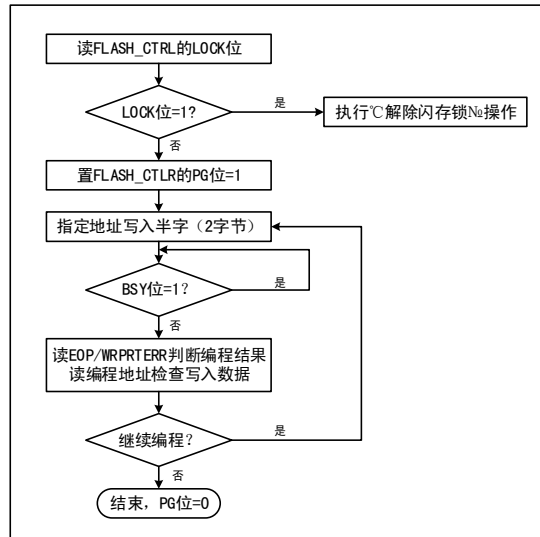 读FLASH_CTRL的LOCK位
LOCK位=1?
是
执行℃解除闪存锁№操作
否
置FLASH_CTLR的PG位=1
指定地址写入半字（2字节）
BSY位=1?
是
否
读EOP/WRPRTERR判断编程结果
读编程地址检查写入数据
继续编程?
是
否
结束，PG位=0